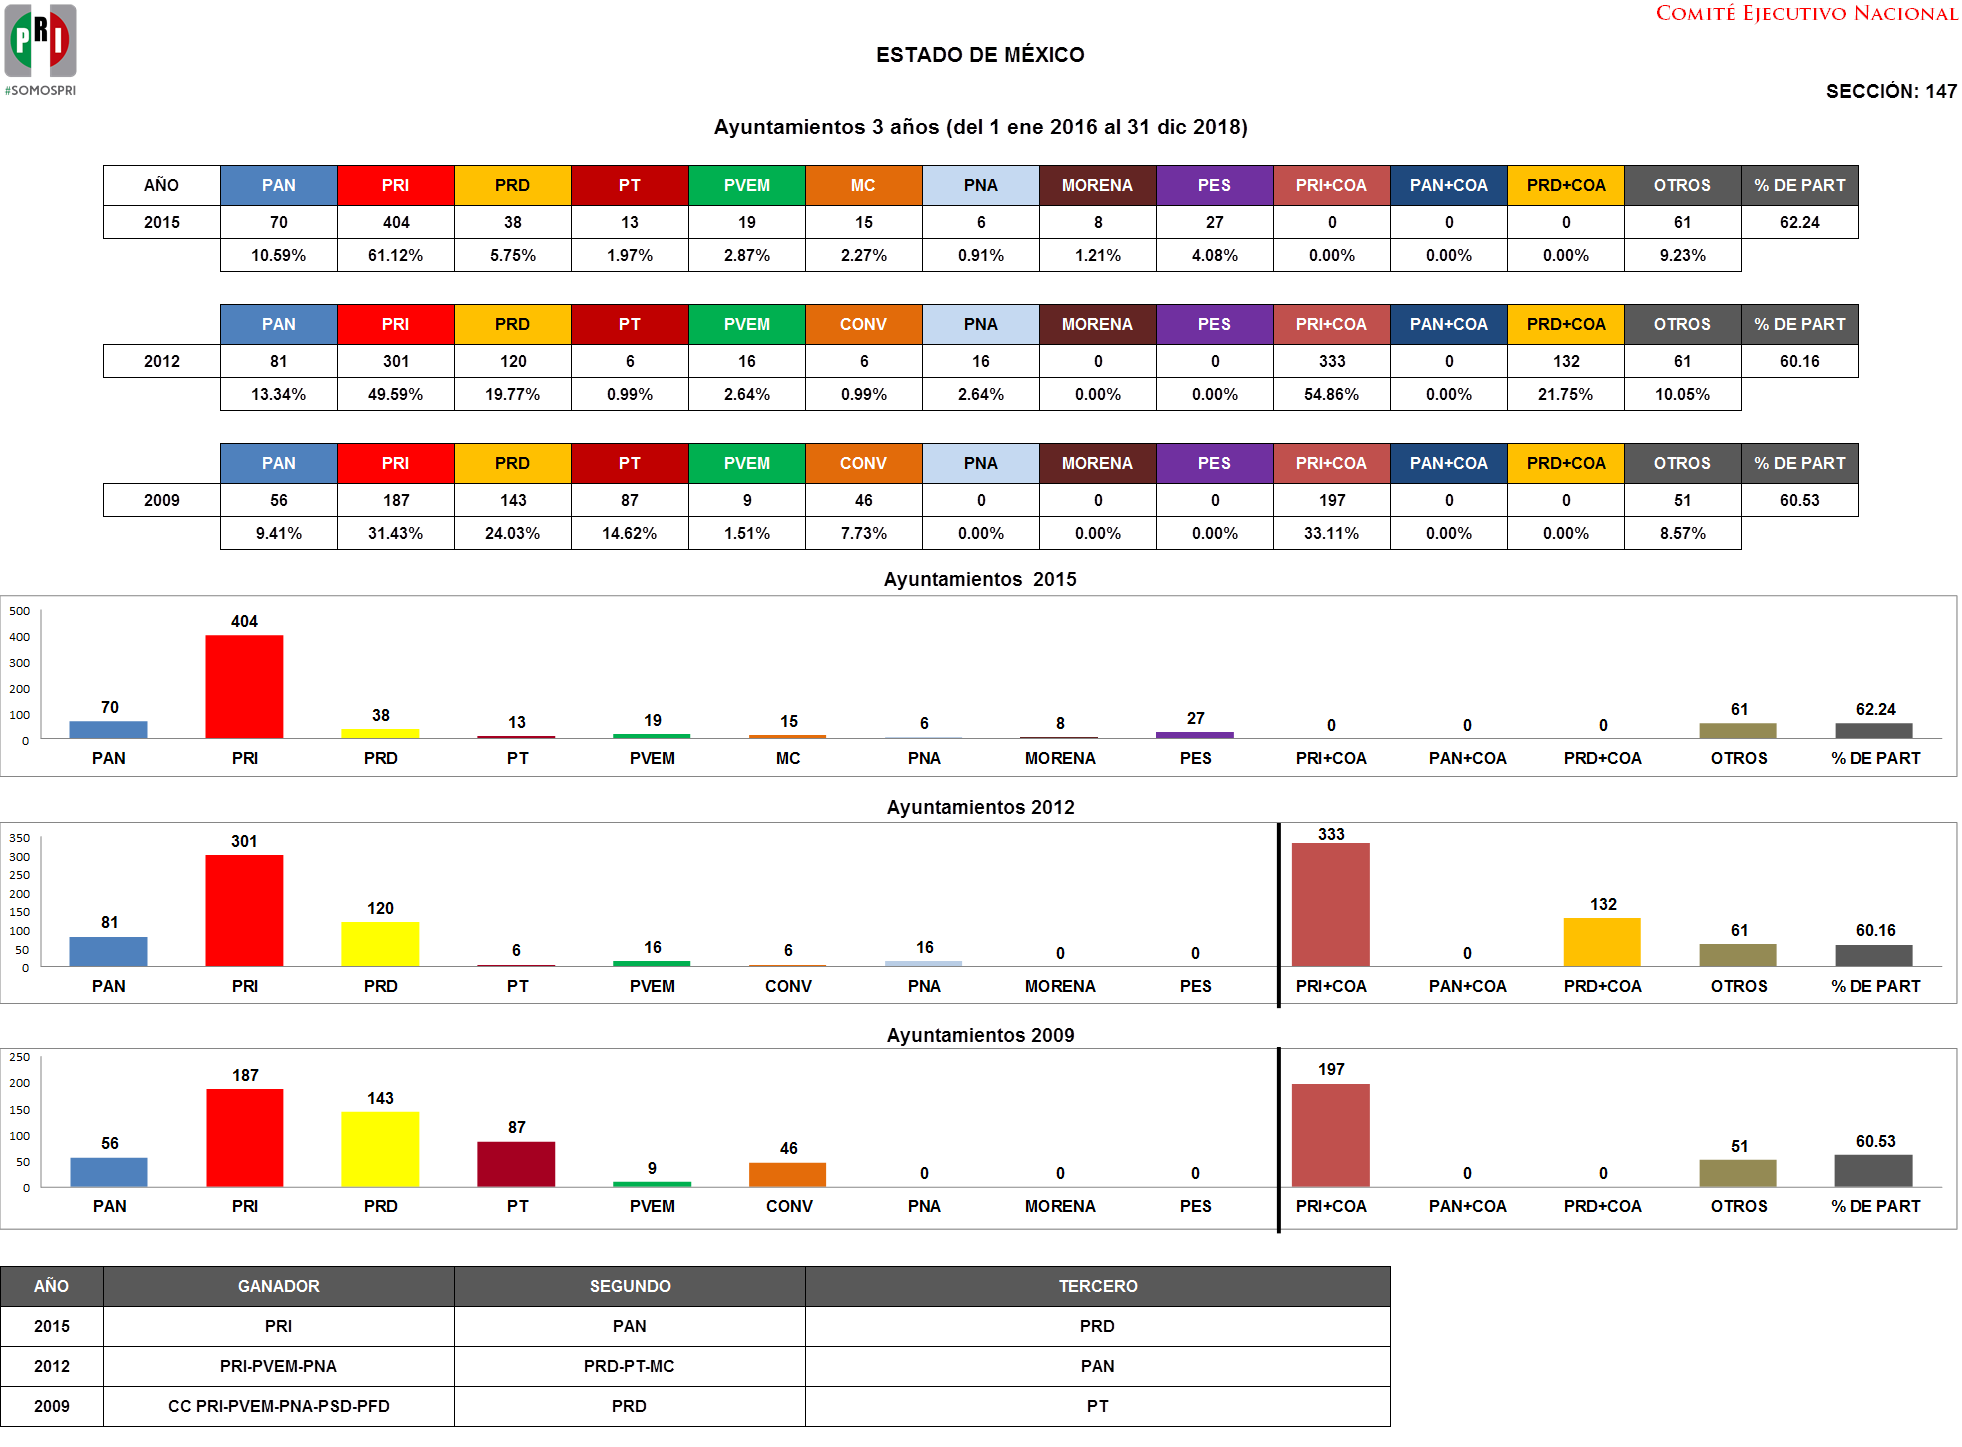 PRI
#SOMOSPRI
COMITÉ EJECUTIVO NACIONAL
ESTADO DE MÉXICO
SECCIÓN: 147
Ayuntamientos 3 años (del 1 ene 2016 al 31 dic 2018)
AÑO PAN PRI PRD PT PVEM MC PNA MORENA PES PRI+COA PAN+COA PRD+COA OTROS % DE PART
2015 70 404 38 13 19 15 6 8 27 0 0 0 61 62.24
10.59% 61.12% 5.75% 1.97% 2.87% 2.27% 0.91% 1.21% 4.08% 0.00% 0.00% 0.00% 9.23%
PAN PRI PRD PT PVEM CONV PNA MORENA PES PRI+COA PAN+COA PRD+COA OTROS % DE PART
2012 81 301 120 6 16 6 16 0 0 333 0 132 61 60.16
13.34% 49.59% 19.77% 0.99% 2.64% 0.99% 2.64% 0.00% 0.00% 54.86% 0.00% 21.75% 10.05%
PAN PRI PRD PT PVEM CONV PNA MORENA PES PRI+COA PAN+COA PRD+COA OTROS % DE PART
2009 56 187 143 87 9 46 0 0 0 197 0 0 51 60.53
9.41% 31.43% 24.03% 14.62% 1.51% 7.73% 0.00% 0.00% 0.00% 33.11% 0.00% 0.00% 8.57%
Ayuntamientos 2015
500
400
300
200
100
0
70 404 38 13 19 15 6 8 27 0 0 0 61 62.24
PAN PRI PRD PT PVEM MC PNA MORENA PES PRI+COA PAN+COA PRD+COA OTROS % DE PART
Ayuntamientos 2012
350
300
250
200
150
100
50
0
81 301 120 6 16 6 16 0 0 333 0 132 61 60.16
PAN PRI PRD PT PVEM CONV PNA MORENA PES PRI+COA PAN+COA PRD+COA OTROS % DE PART
Ayuntamientos 2009
250
200
150
100
50
0
56 187 143 87 9 46 0 0 0 197 0 0 51 60.53
PAN PRI PRD PT PVEM CONV PNA MORENA PES PRI+COA PAN+COA PRD+COA OTROS % DE PART
AÑO GANADOR SEGUNDO TERCERO
2015 PRI PAN PRD
2012 PRI-PVEM-PNA PRD-PT-MC PAN
2009 CC PRI-PVEM-PNA-PSD-PFD PRD PT